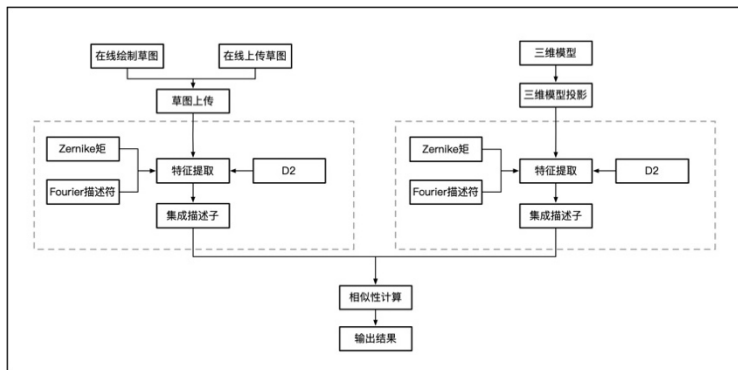 在线绘制草图
在线上传草图
草图上传
Zernike矩
Fourier描述符
特征提取
D2
集成描述子
三维模型
三维模型投影
Zernike矩
Fourier描述符
特征提取
D2
集成描述子
相似性计算
输出结果